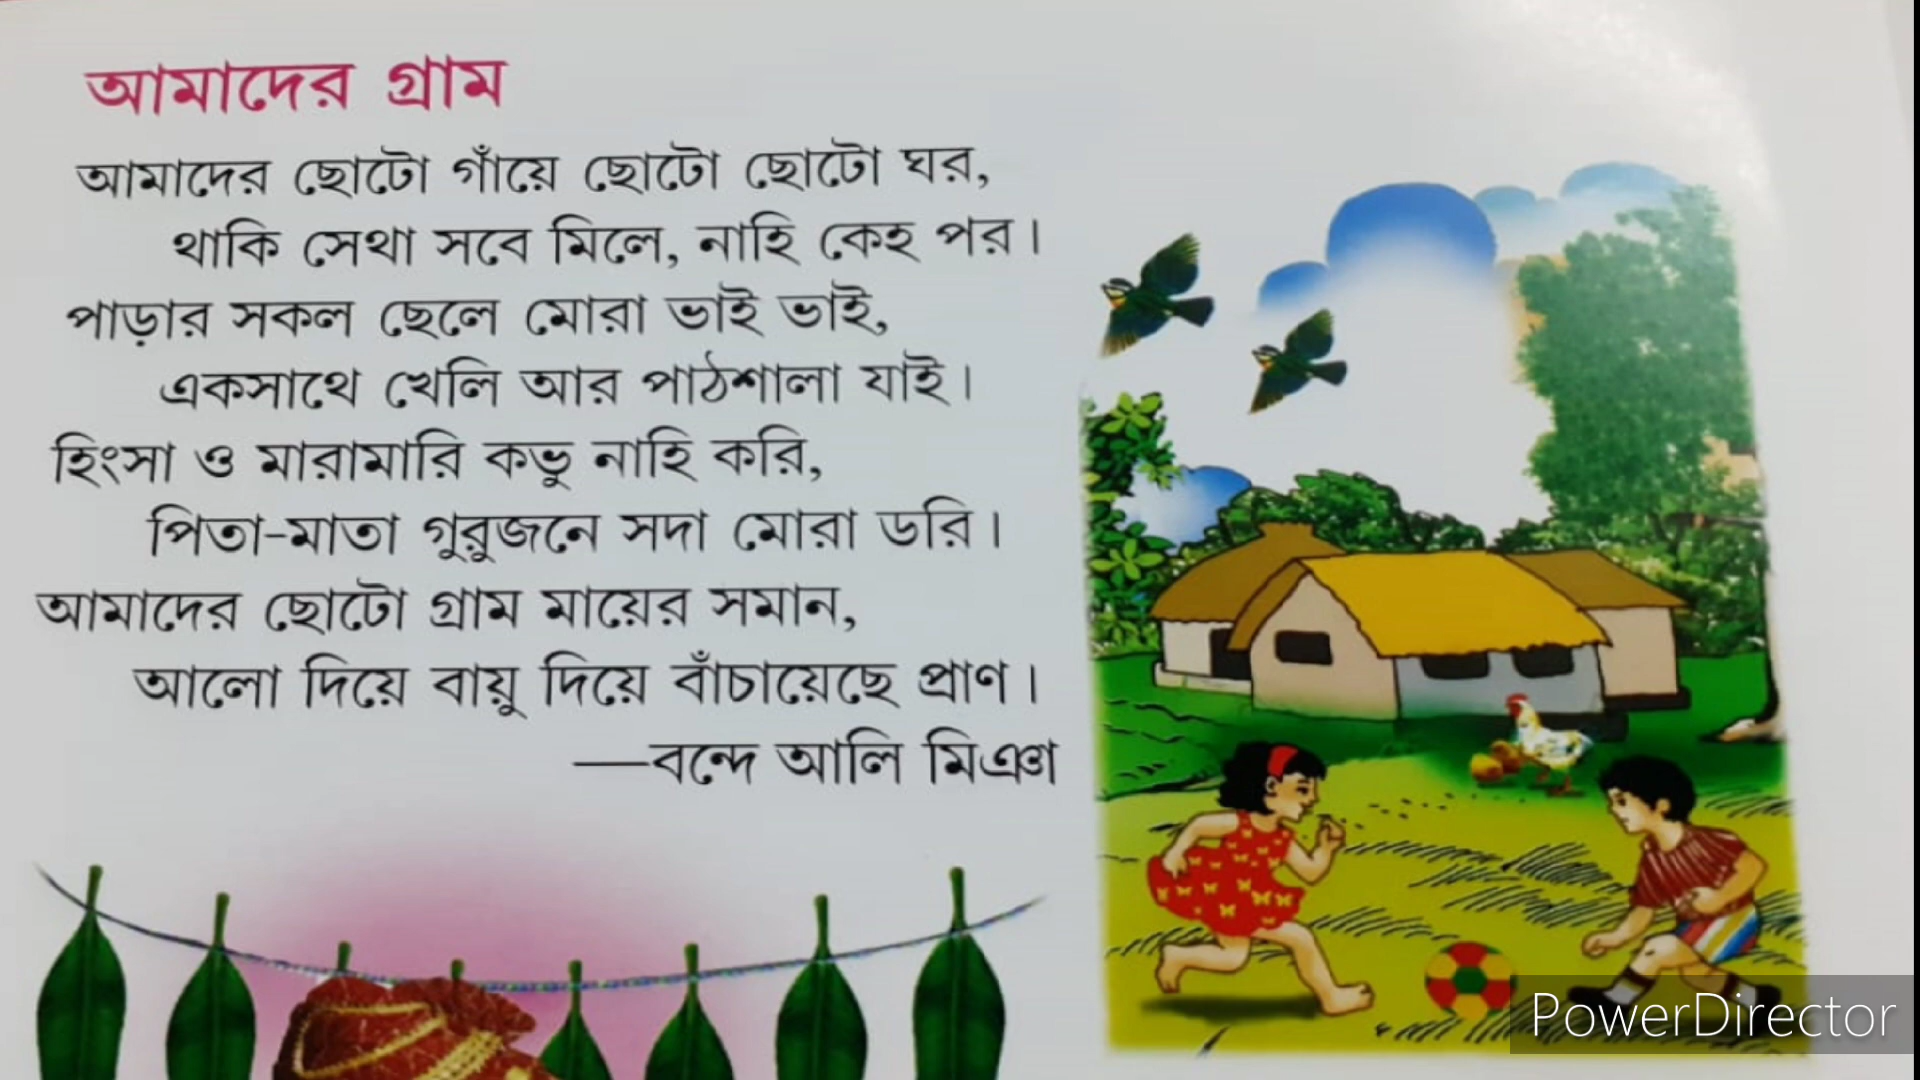 আমাদের গ্রাম
আমাদের ছোটো গাঁয়ে ছোটো ছোটো ঘর,
থাকি সেথা সবে মিলে, নাহি কেহ পর।
পাড়ার সকল ছেলে মোরা ভাই ভাই,
একসাথে খেলি আর পাঠশালা যাই।
হিংসা ও মারামারি কভু নাহি করি,
পিতা-মাতা গুরুজনে সদা মোরা ডরি।
আমাদের ছোটো গ্রাম মায়ের সমান,
আলো দিয়ে বায়ু দিয়ে বাঁচায়েছে প্রাণ।
—বন্দে আলি মিঞা
PowerDirector